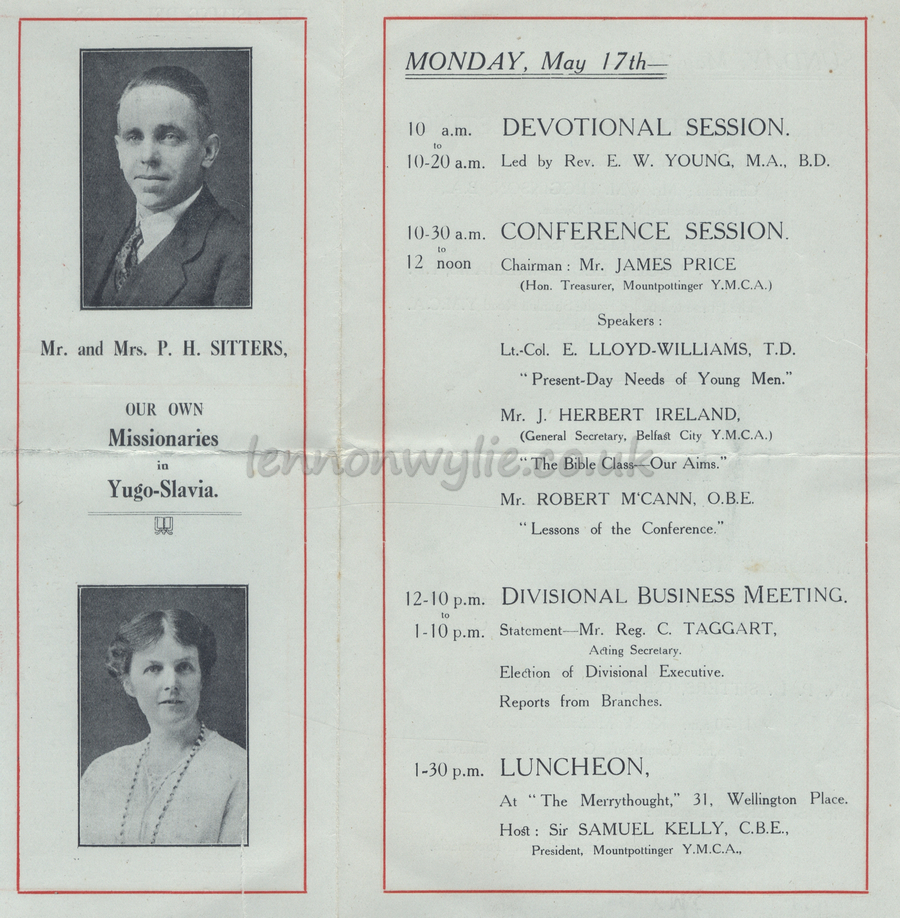 Mr. and Mrs. P. H. SITTERS,
OUR OWN
Missionaries
in
Yugo-Slavia.
MONDAY, May 17th—
10 a.m. DEVOTIONAL SESSION.
to
10-20 a.m. Led by Rev. E. W. YOUNG, M.A., B.D.
10-30 a.m. CONFERENCE SESSION.
to
12 noon Chairman : Mr. JAMES PRICE
(Hon. Treasurer, Mountpottinger Y.M.C.A.)
Speakers :
Lt.-Col. E. LLOYD-WILLIAMS, T.D.
"Present-Day Needs of Young Men."
Mr. J. HERBERT IRELAND,
(General Secretary, Belfast City Y.M.C.A.)
lennonwylie.co.uk
"The Bible Class—Our Aims."
Mr. ROBERT M'CANN, O.B.E.
"Lessons of the Conference."
12-10 p.m. DIVISIONAL BUSINESS MEETING.
to
1-10 p.m. Statement—Mr. Reg. C. TAGGART,
Acting Secretary.
Election of Divisional Executive.
Reports from Branches.
1-30 p.m. LUNCHEON,
At "The Merrythought," 31, Wellington Place.
Host : Sir SAMUEL KELLY, C.B.E.,
President, Mountpottinger Y.M.C.A.,